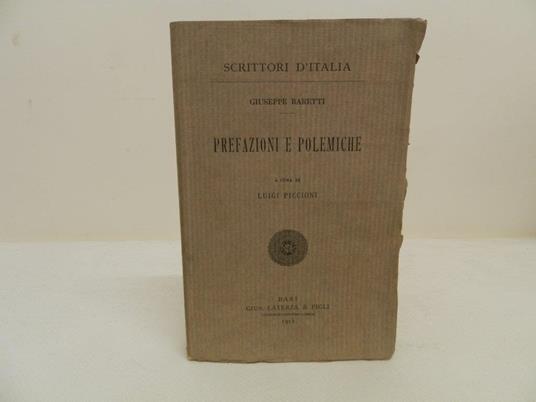 SCRITTORI D'ITALIA
GIUSEPPE BARETTI
PREFAZIONI E POLEMICHE
A CURA DI
LUIGI PICCIONI
BARI
GIUS. LATERZA & FIGLI